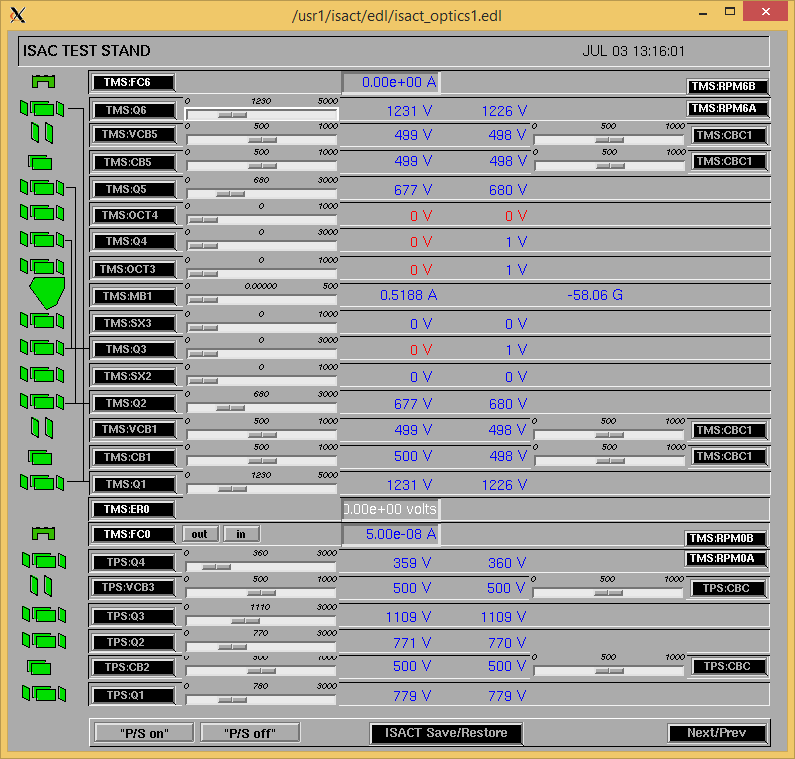 /usr1/isact/edl/isact_optics1.edl
ISAC TEST STAND JUL 03 13:16:01
TMS:FC6 0.00e+00 A TMS:RPM6B
TMS:Q6 0 1230 5000 1231 V 1226 V TMS:RPM6A
TMS:VCB5 0 500 1000 499 V 498 V 0 500 1000 TMS:CBC1
TMS:CB5 0 500 1000 499 V 498 V 0 500 1000 TMS:CBC1
TMS:Q5 0 680 3000 677 V 680 V
TMS:OCT4 0 0 1000 0 V 0 V
TMS:Q4 0 0 3000 0 V 1 V
TMS:OCT3 0 0 1000 0 V 1 V
TMS:MB1 0 0.00000 500 0.5188 A -58.06 G
TMS:SX3 0 0 1000 0 V 0 V
TMS:Q3 0 0 3000 0 V 1 V
TMS:SX2 0 0 1000 0 V 0 V
TMS:Q2 0 680 3000 677 V 680 V
TMS:VCB1 0 500 1000 499 V 498 V 0 500 1000 TMS:CBC1
TMS:CB1 0 500 1000 500 V 498 V 0 500 1000 TMS:CBC1
TMS:Q1 0 1230 5000 1231 V 1226 V
TMS:ER0 0.00e+00 volts
TMS:FC0 out in 5.00e-08 A TMS:RPM0B
TPS:Q4 0 360 3000 359 V 360 V TMS:RPM0A
TPS:VCB3 0 500 1000 500 V 500 V 0 500 1000 TPS:CBC
TPS:Q3 0 1110 3000 1109 V 1109 V
TPS:Q2 0 770 3000 771 V 770 V
TPS:CB2 0 500 1000 500 V 500 V 0 500 1000 TPS:CBC
TPS:Q1 0 780 3000 779 V 779 V
"P/S on" "P/S off" ISACT Save/Restore Next/Prev